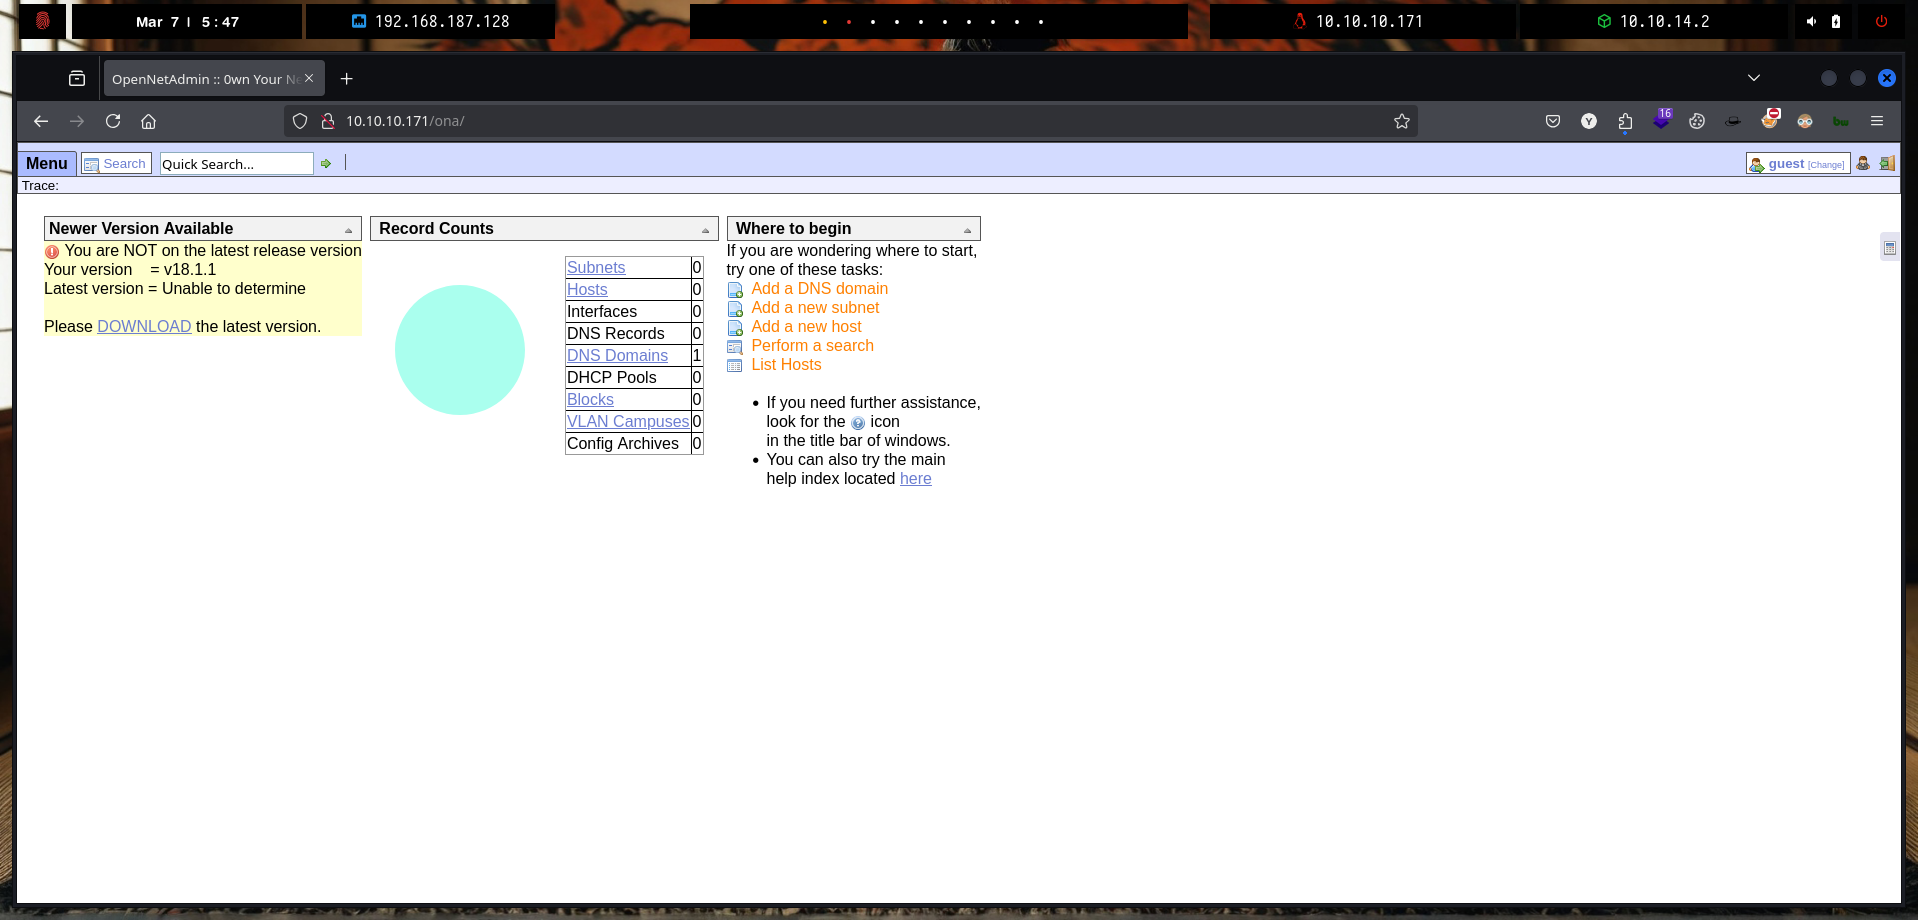 Mar 7 | 5:47
192.168.187.128
10.10.10.171
10.10.14.2
OpenNetAdmin :: 0wn Your Ne
10.10.10.171/ona/
16
Y
bw
Menu
Search
Quick Search...
guest [Change]
Trace:
Newer Version Available
You are NOT on the latest release version
Your version = v18.1.1
Latest version = Unable to determine
Please DOWNLOAD the latest version.
Record Counts
Subnets 0
Hosts 0
Interfaces 0
DNS Records 0
DNS Domains 1
DHCP Pools 0
Blocks 0
VLAN Campuses 0
Config Archives 0
Where to begin
If you are wondering where to start,
try one of these tasks:
Add a DNS domain
Add a new subnet
Add a new host
Perform a search
List Hosts
• If you need further assistance,
look for the ? icon
in the title bar of windows.
• You can also try the main
help index located here